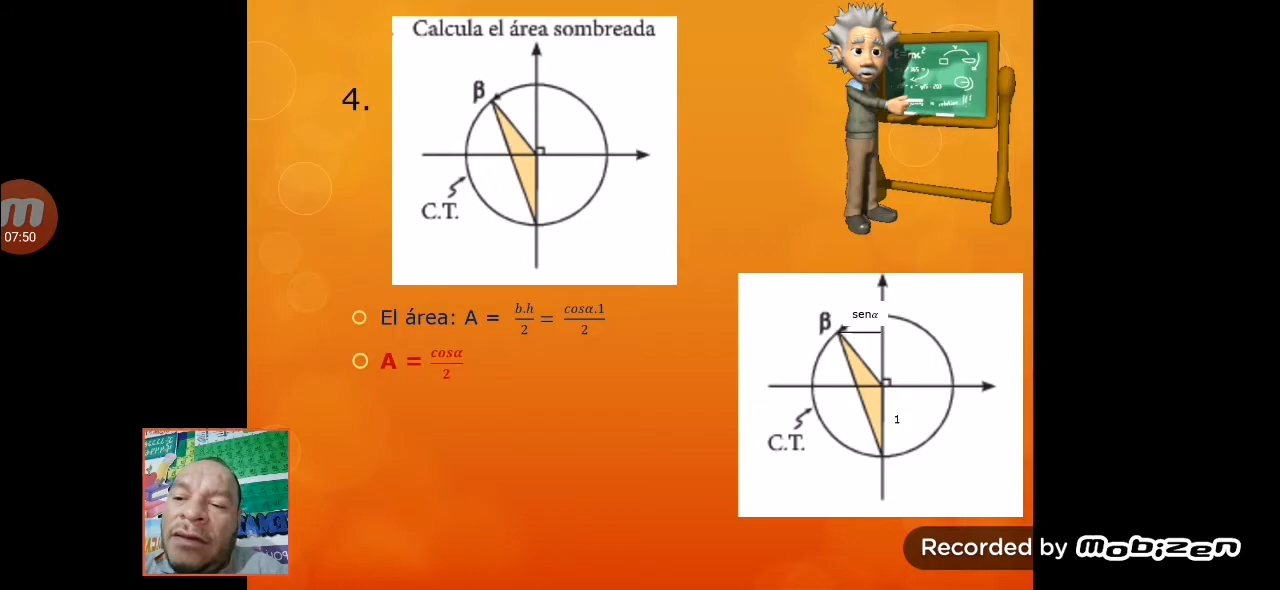 Calcula el área sombreada
4.
β
C.T.
El área: A = b.h/2 = cosα.1/2
A = cosα/2
E=mc²
senα
β
1
C.T.
07:50
Recorded by mobizen